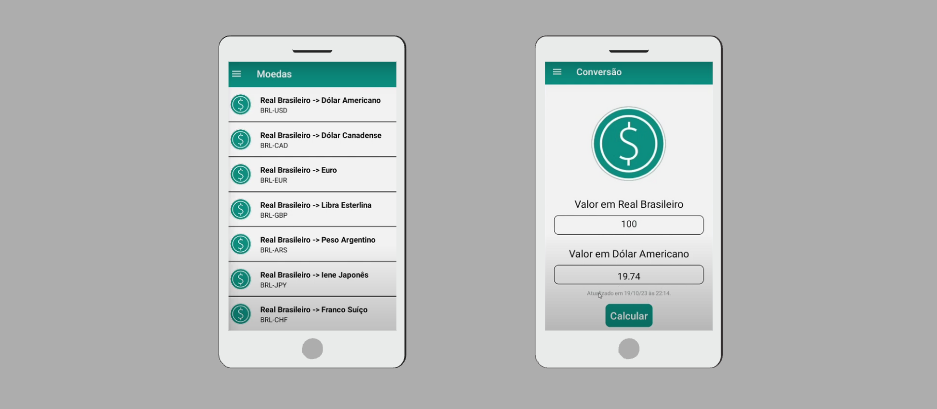 Moedas
Real Brasileiro -> Dólar Americano
BRL-USD
Real Brasileiro -> Dólar Canadense
BRL-CAD
Real Brasileiro -> Euro
BRL-EUR
Real Brasileiro -> Libra Esterlina
BRL-GBP
Real Brasileiro -> Peso Argentino
BRL-ARS
Real Brasileiro -> Iene Japonês
BRL-JPY
Real Brasileiro -> Franco Suíço
BRL-CHF
Conversão
$
Valor em Real Brasileiro
100
Valor em Dólar Americano
19.74
Atualizado em 19/10/23 às 22:14
Calcular